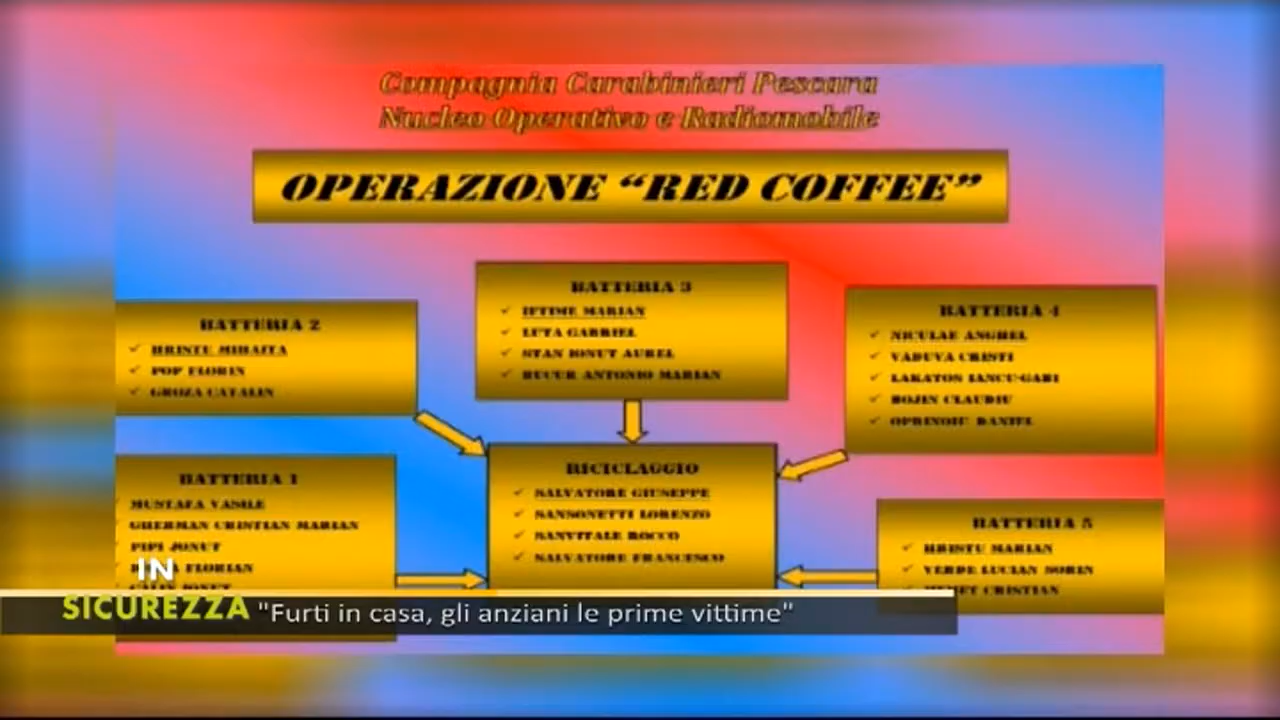 Compagnia Carabinieri Pescara
Nucleo Operativo e Radiomobile
OPERAZIONE “RED COFFEE”
BATTERIA 3
IFTIME MARIAN
LUTA GABRIEL
STAN IONUT AUREL
BUCUR ANTONIO MARIAN
BATTERIA 2
HRISTU MIHAITA
POP FLORIN
GROZA CATALIN
BATTERIA 4
NICULAE ANGHEL
VADUVA CRISTI
LAKATOS IANCU-GABI
BOJIN CLAUDIU
OPRINOIU DANIEL
BATTERIA 1
MUSTAFA VASILE
GHERMAN CRISTIAN MARIAN
PIPI JONUT
FLORIAN
RICICLAGGIO
SALVATORE GIUSEPPE
SANSONETTI LORENZO
SANVITALE ROCCO
SALVATORE FRANCESCO
BATTERIA 5
HRISTU MARIAN
VERDE LUCIAN SORIN
CRISTIAN
IN
SICUREZZA
"Furti in casa, gli anziani le prime vittime"